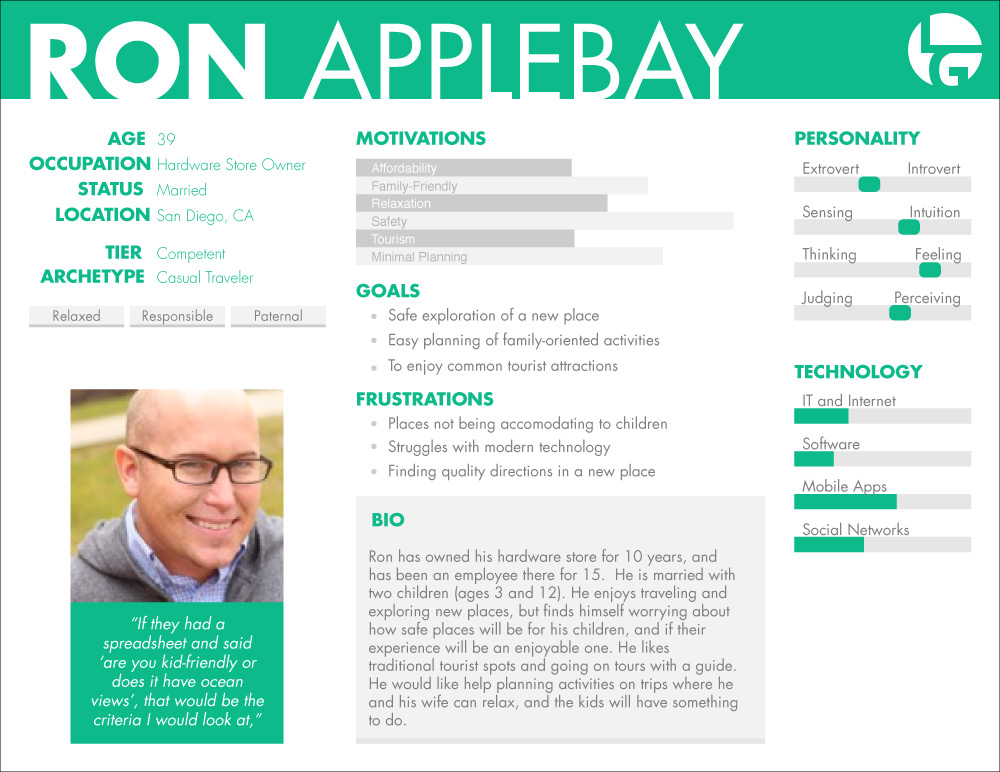 RON APPLEBAY
LG
AGE 39
OCCUPATION Hardware Store Owner
STATUS Married
LOCATION San Diego, CA
TIER Competent
ARCHETYPE Casual Traveler
Relaxed Responsible Paternal
“If they had a
spreadsheet and said
‘are you kid-friendly or
does it have ocean
views’, that would be the
criteria I would look at,”
MOTIVATIONS
Affordability
Family-Friendly
Relaxation
Safety
Tourism
Minimal Planning
GOALS
• Safe exploration of a new place
• Easy planning of family-oriented activities
• To enjoy common tourist attractions
FRUSTRATIONS
• Places not being accomodating to children
• Struggles with modern technology
• Finding quality directions in a new place
BIO
Ron has owned his hardware store for 10 years, and
has been an employee there for 15.  He is married with
two children (ages 3 and 12). He enjoys traveling and
exploring new places, but finds himself worrying about
how safe places will be for his children, and if their
experience will be an enjoyable one. He likes
traditional tourist spots and going on tours with a guide.
He would like help planning activities on trips where he
and his wife can relax, and the kids will have something
to do.
PERSONALITY
Extrovert Introvert
Sensing Intuition
Thinking Feeling
Judging Perceiving
TECHNOLOGY
IT and Internet
Software
Mobile Apps
Social Networks